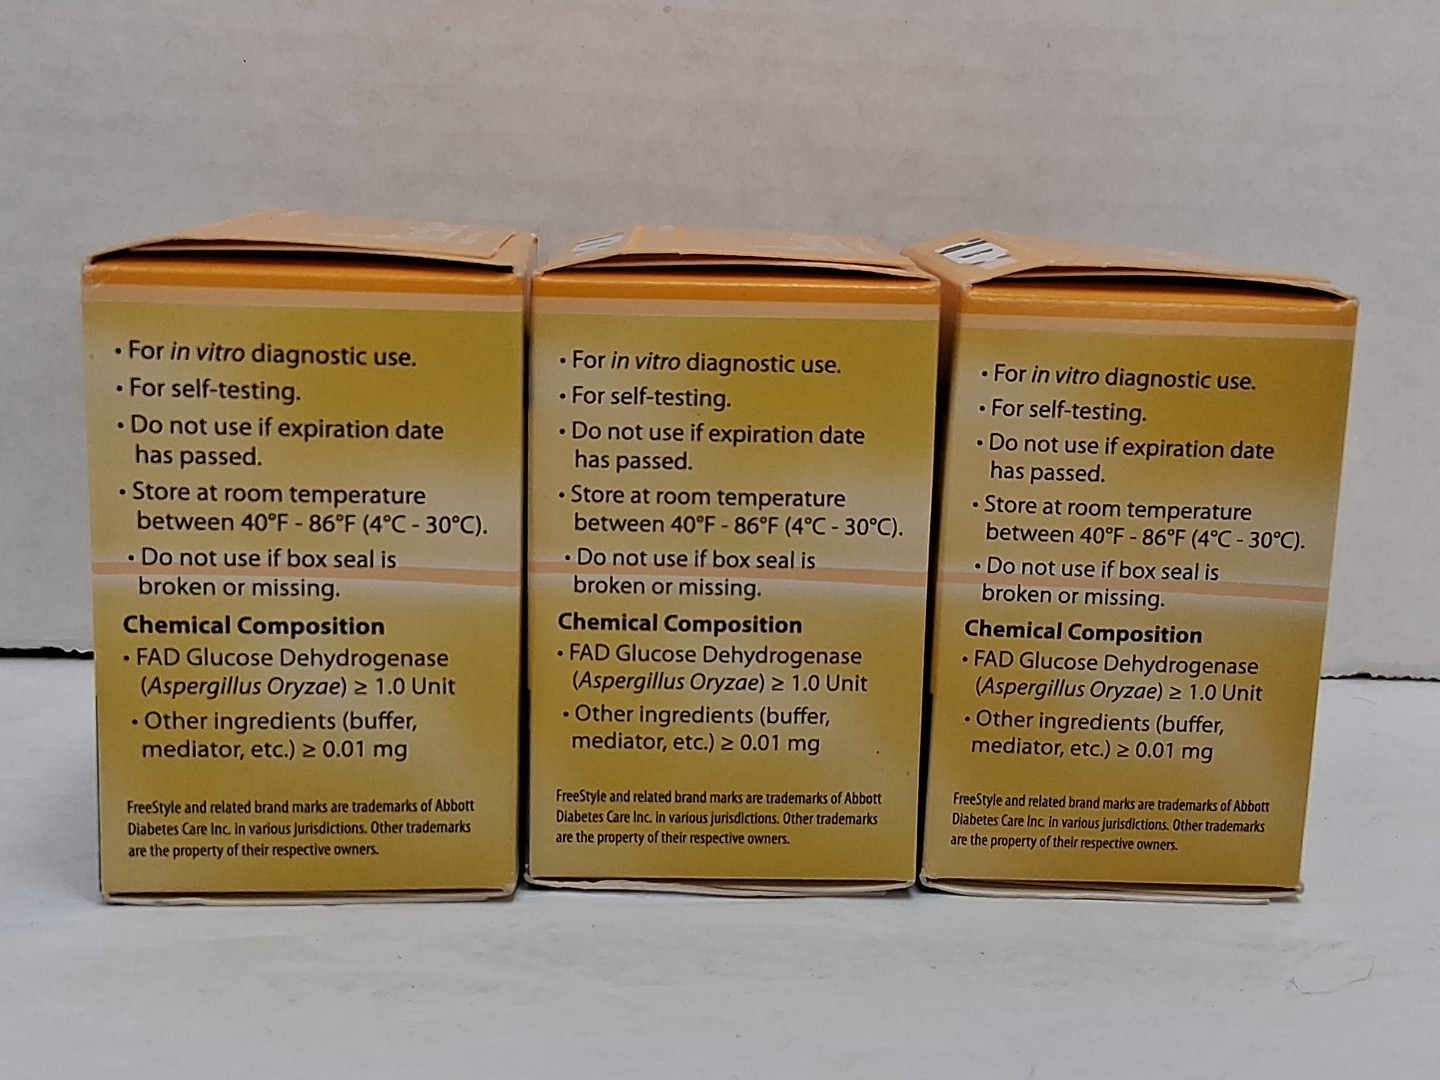 • For in vitro diagnostic use.
• For self-testing.
• Do not use if expiration date
has passed.
• Store at room temperature
between 40°F - 86°F (4°C - 30°C).
• Do not use if box seal is
broken or missing.
Chemical Composition
• FAD Glucose Dehydrogenase
(Aspergillus Oryzae) ≥ 1.0 Unit
• Other ingredients (buffer,
mediator, etc.) ≥ 0.01 mg
FreeStyle and related brand marks are trademarks of Abbott
Diabetes Care Inc. in various jurisdictions. Other trademarks
are the property of their respective owners.
• For in vitro diagnostic use.
• For self-testing.
• Do not use if expiration date
has passed.
• Store at room temperature
between 40°F - 86°F (4°C - 30°C).
• Do not use if box seal is
broken or missing.
Chemical Composition
• FAD Glucose Dehydrogenase
(Aspergillus Oryzae) ≥ 1.0 Unit
• Other ingredients (buffer,
mediator, etc.) ≥ 0.01 mg
FreeStyle and related brand marks are trademarks of Abbott
Diabetes Care Inc. in various jurisdictions. Other trademarks
are the property of their respective owners.
• For in vitro diagnostic use.
• For self-testing.
• Do not use if expiration date
has passed.
• Store at room temperature
between 40°F - 86°F (4°C - 30°C).
• Do not use if box seal is
broken or missing.
Chemical Composition
• FAD Glucose Dehydrogenase
(Aspergillus Oryzae) ≥ 1.0 Unit
• Other ingredients (buffer,
mediator, etc.) ≥ 0.01 mg
FreeStyle and related brand marks are trademarks of Abbott
Diabetes Care Inc. in various jurisdictions. Other trademarks
are the property of their respective owners.